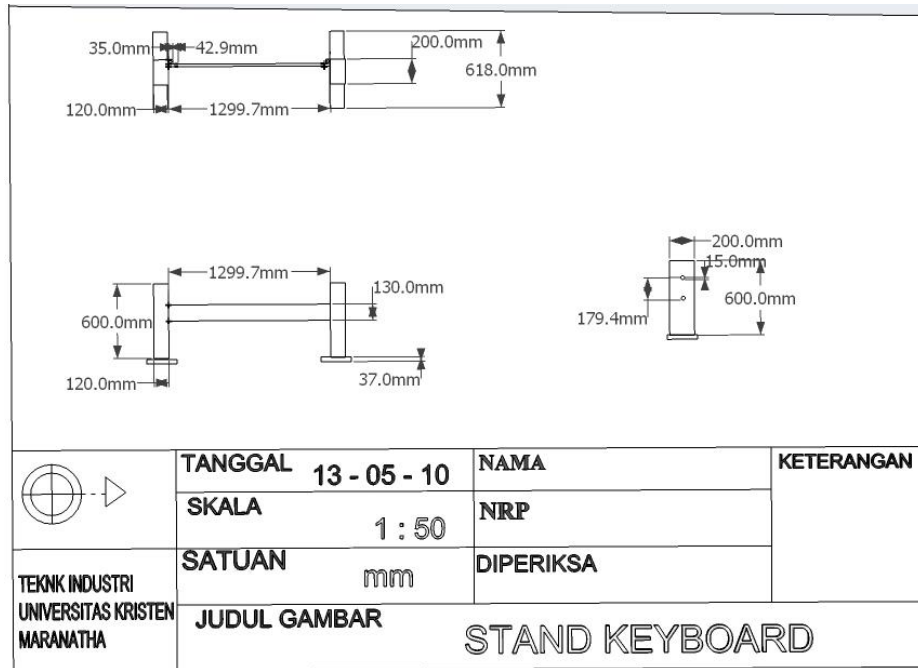 35.0mm 42.9mm 200.0mm
618.0mm
120.0mm 1299.7mm
1299.7mm 200.0mm
130.0mm 15.0mm
600.0mm 179.4mm 600.0mm
120.0mm 37.0mm
TANGGAL 13 - 05 - 10 NAMA KETERANGAN
SKALA 1 : 50 NRP
SATUAN mm DIPERIKSA
TEKNK INDUSTRI
UNIVERSITAS KRISTEN
MARANATHA
JUDUL GAMBAR STAND KEYBOARD